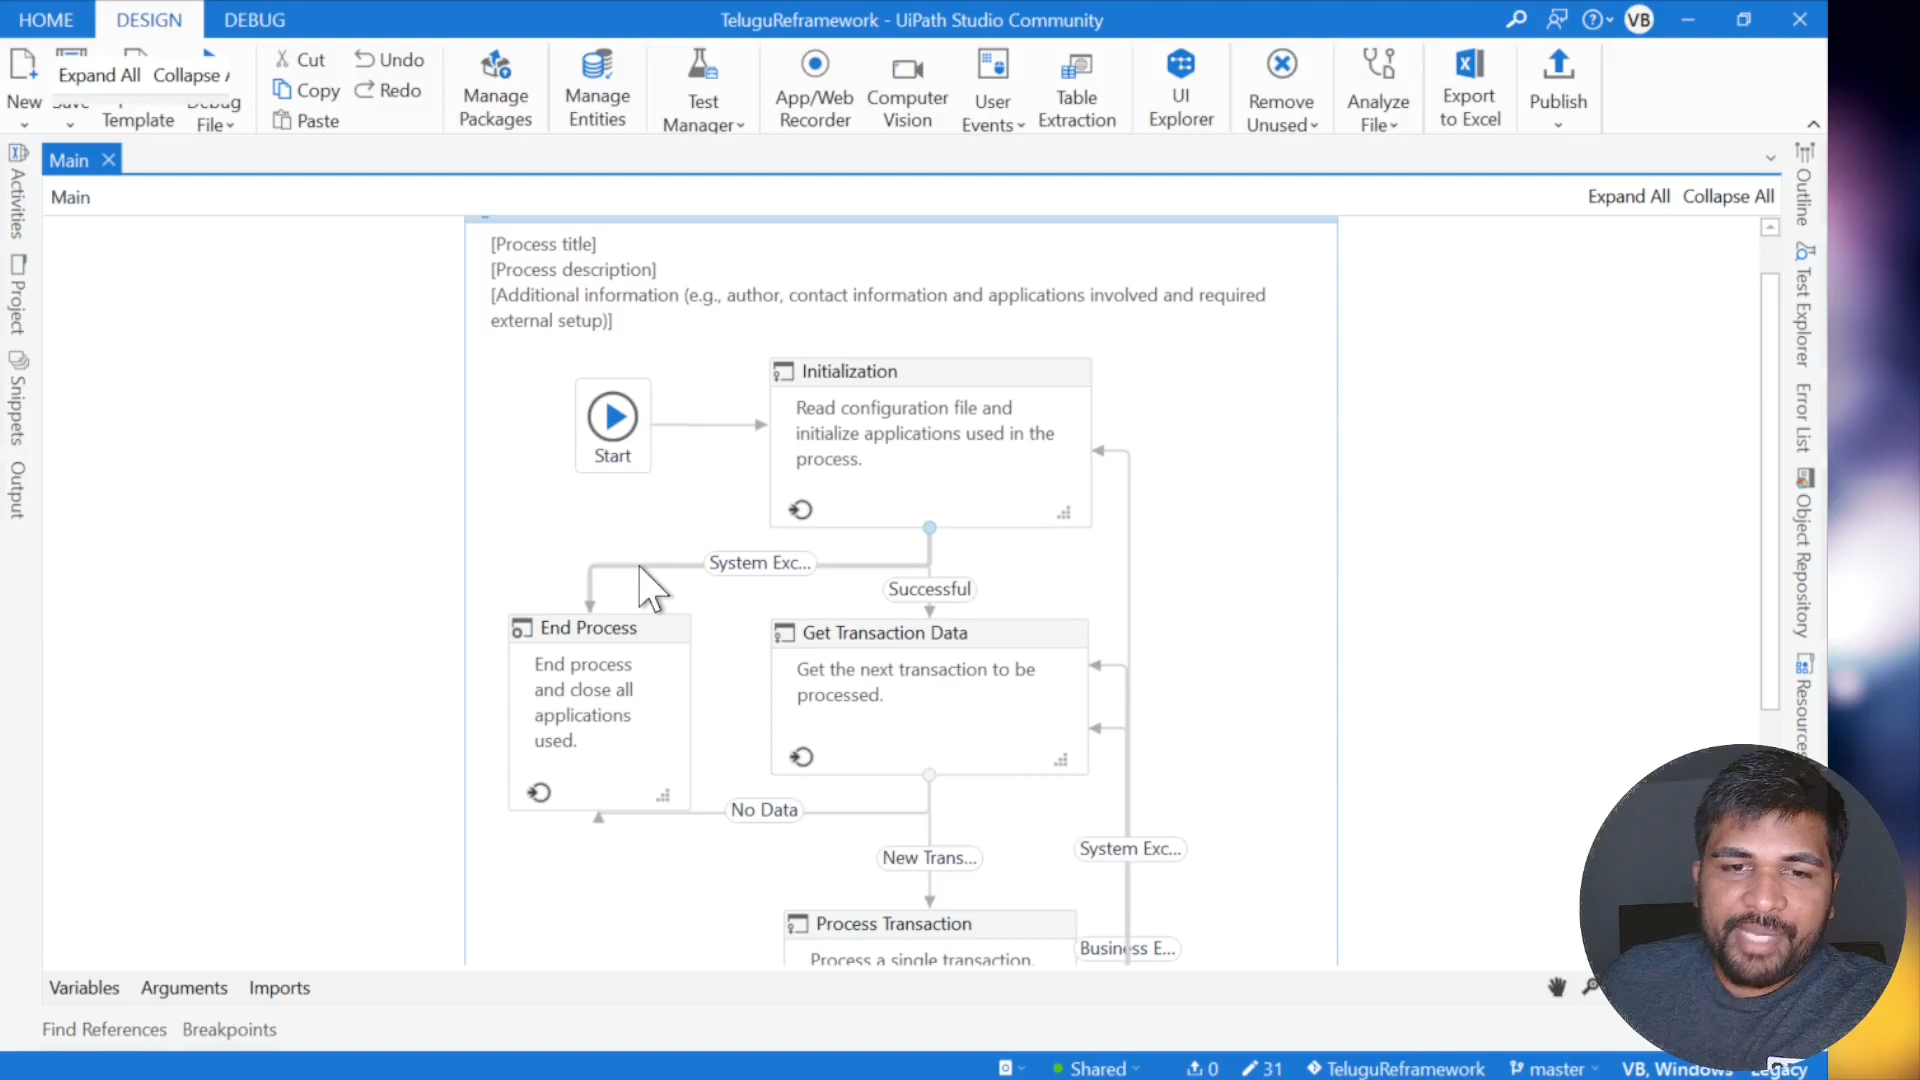 HOME DESIGN DEBUG
TeluguReframework - UiPath Studio Community
VB
New
Expand All Collapse
Template
File
Cut
Copy
Paste
Undo
Redo
Manage
Packages
Manage
Entities
Test
Manager
App/Web
Recorder
Computer
Vision
User
Events
Table
Extraction
UI
Explorer
Remove
Unused
Analyze
File
Export
to Excel
Publish
Main
Main
Expand All Collapse All
Activities
Project
Snippets
Output
[Process title]
[Process description]
[Additional information (e.g., author, contact information and applications involved and required
external setup)]
Start
Initialization
Read configuration file and
initialize applications used in the
process.
System Exc...
Successful
End Process
End process
and close all
applications
used.
Get Transaction Data
Get the next transaction to be
processed.
No Data
New Trans...
System Exc...
Process Transaction
Process a single transaction.
Business E...
Outline
Test Explorer
Error List
Object Repository
Resources
Variables Arguments Imports
Find References Breakpoints
Shared
0
31
TeluguReframework
master
VB, Windows Legacy